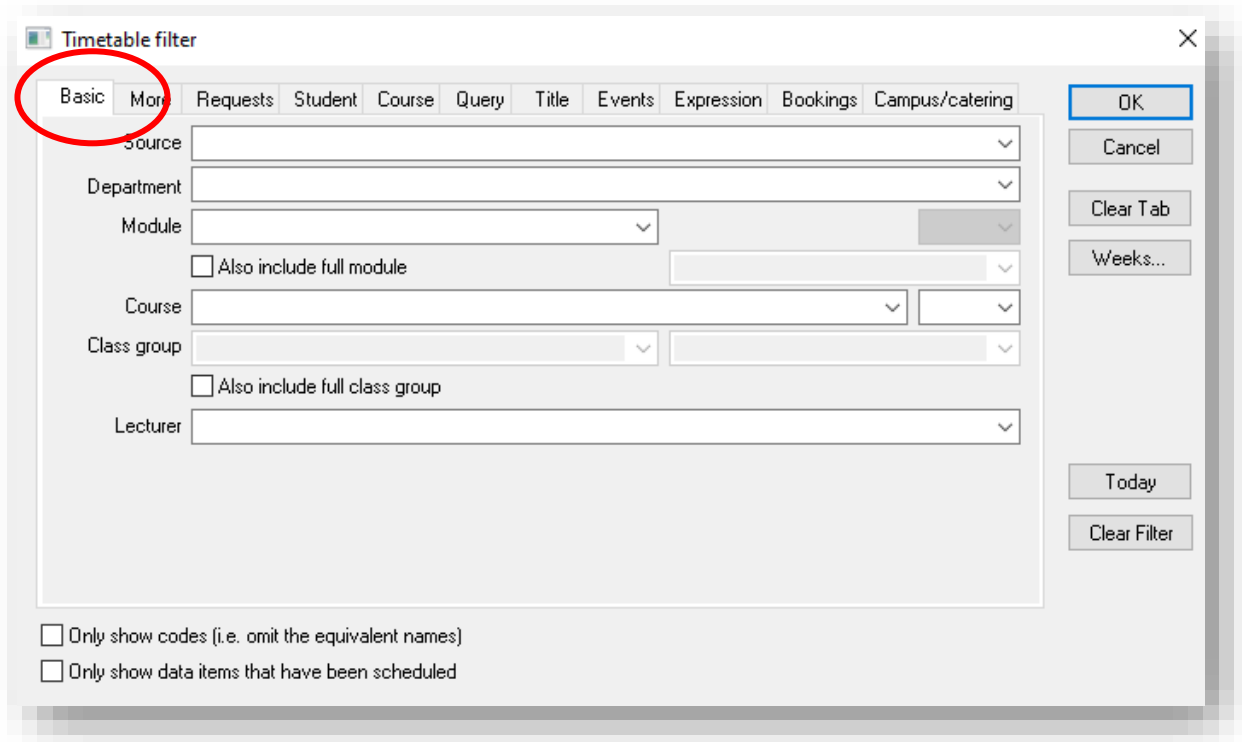 Timetable filter
Basic More Requests Student Course Query Title Events Expression Bookings Campus/catering
OK
Source
Cancel
Department
Clear Tab
Module
Weeks...
Also include full module
Course
Class group
Also include full class group
Lecturer
Today
Clear Filter
Only show codes (i.e. omit the equivalent names)
Only show data items that have been scheduled